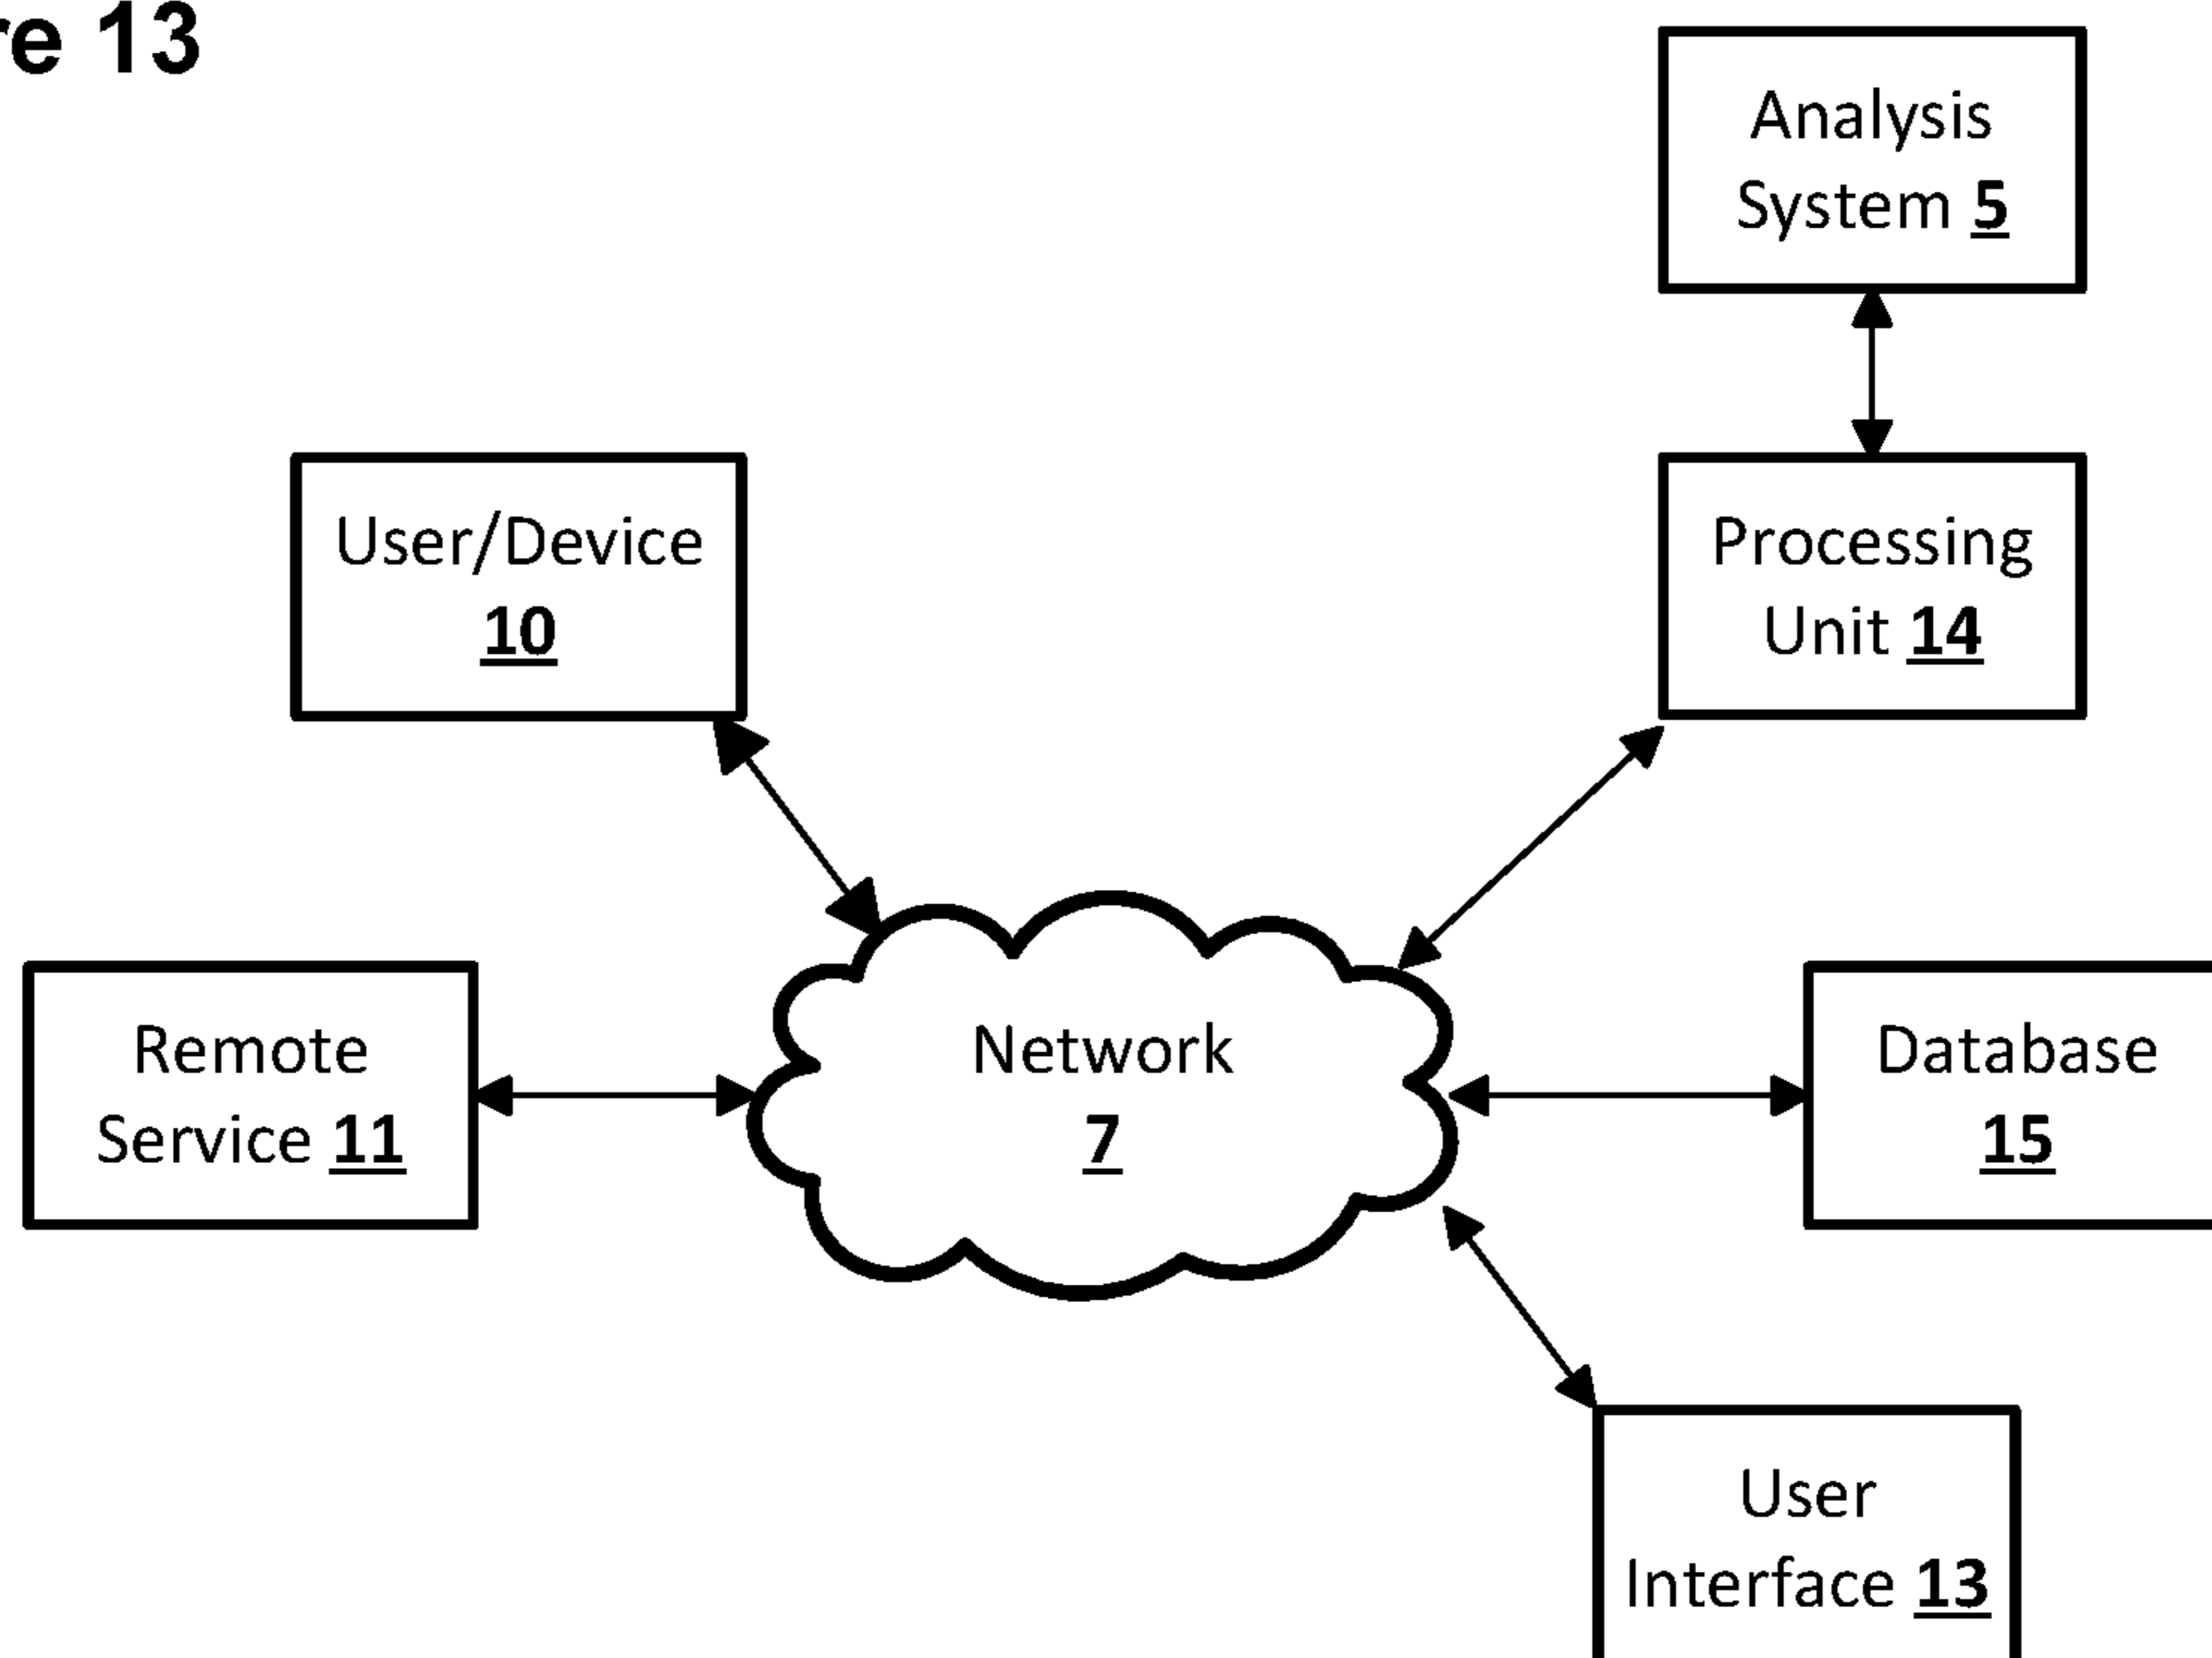 re 13
Analysis
System 5
User/Device
10
Processing
Unit 14
Remote
Service 11
Network
7
Database
15
User
Interface 13